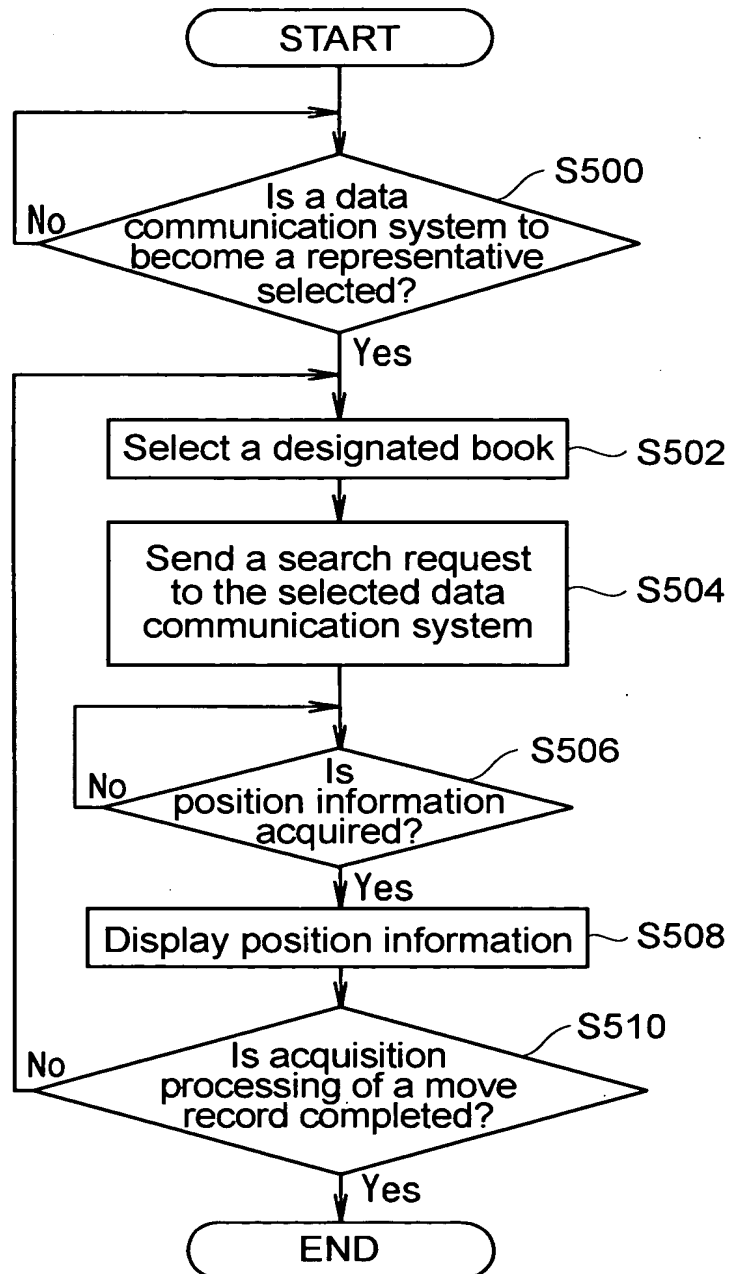 START
S500
Is a data
No
communication system to
become a representative
selected?
Yes
Select a designated book
S502
Send a search request
to the selected data
communication system
S504
S506
Is
No
position information
acquired?
Yes
Display position information
S508
S510
No
Is acquisition
processing of a move
record completed?
Yes
END